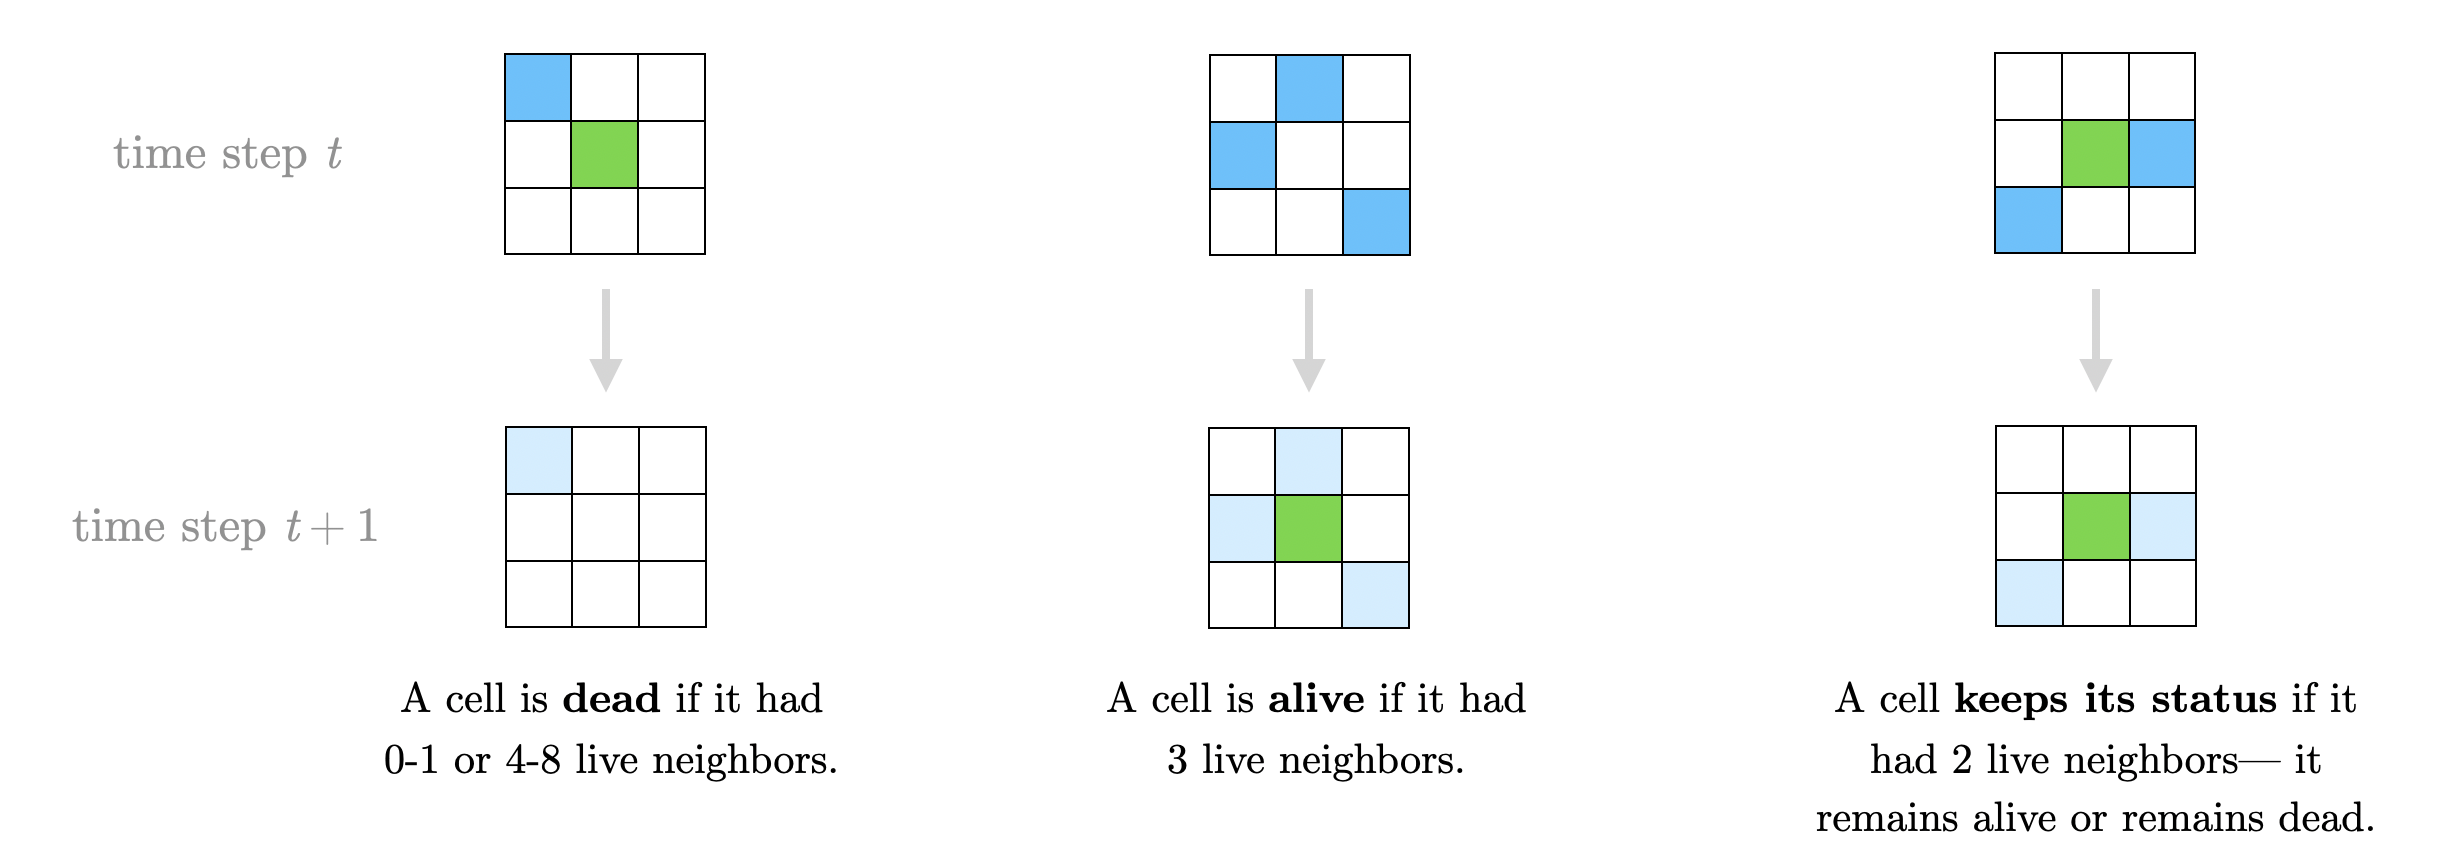 time step t
time step t + 1
A cell is dead if it had
0-1 or 4-8 live neighbors.
A cell is alive if it had
3 live neighbors.
A cell keeps its status if it
had 2 live neighbors— it
remains alive or remains dead.